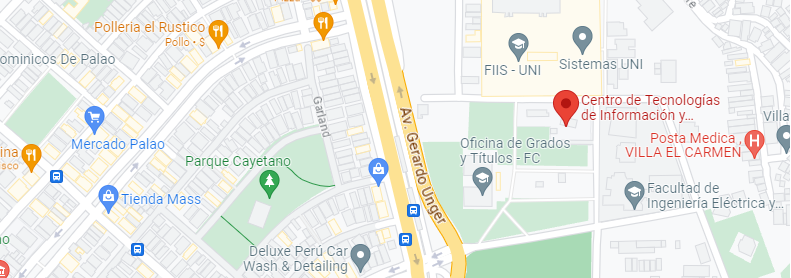 Polleria el Rustico
Pollo • $
FIIS - UNI
Sistemas UNI
ominicos De Palao
Garland
Av. Gerardo Unger
Centro de Tecnologías
de Información y...
Mercado Palao
Posta Medica ,
VILLA EL CARMEN
Villa
Oficina de Grados
y Títulos - FC
Parque Cayetano
ina
sco
Tienda Mass
Facultad de
Ingeniería Eléctrica y...
Deluxe Perú Car
Wash & Detailing